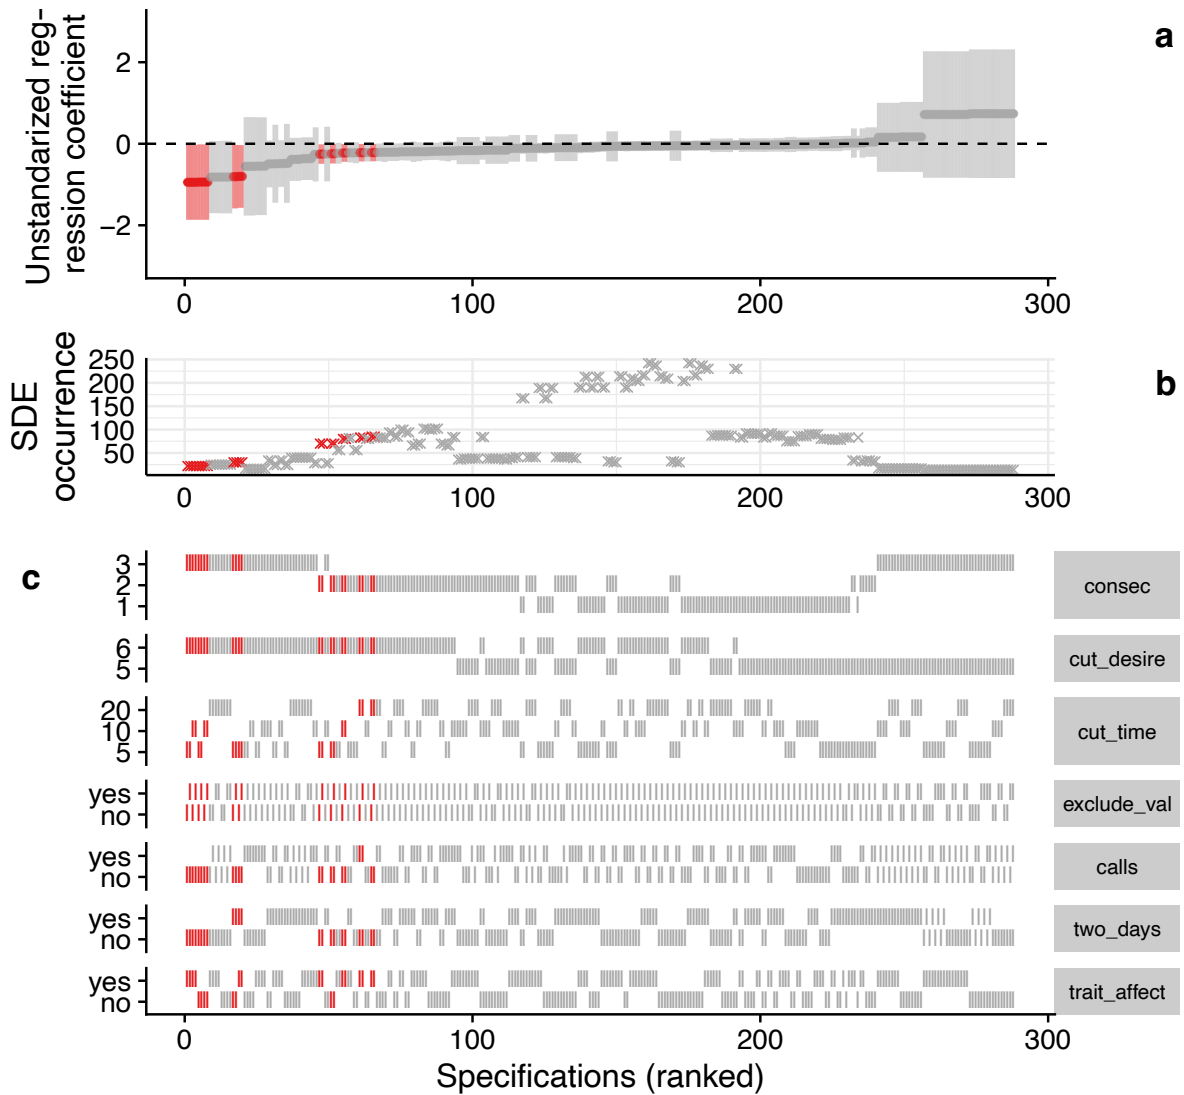 a
Unstandarized reg-
ression coefficient
2
0
−2
0 100 200 300
b
SDE
occurrence
250
200
150
100
50
0 100 200 300
c
3
2
1
consec
6
5
cut_desire
20
10
5
cut_time
yes
no
exclude_val
yes
no
calls
yes
no
two_days
yes
no
trait_affect
0 100 200 300
Specifications (ranked)